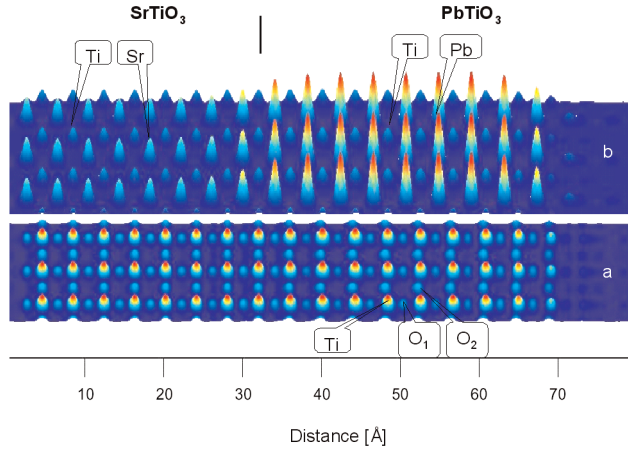 SrTiO3 PbTiO3
Ti Sr Ti Pb
b
a
Ti O1 O2
10 20 30 40 50 60 70
Distance [Å]